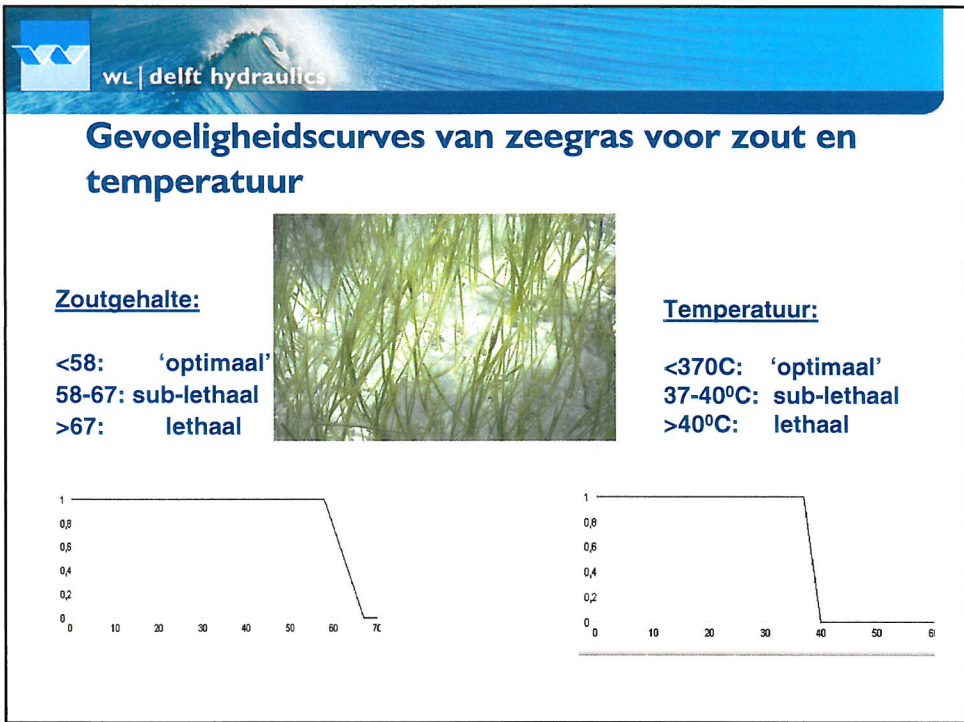 WL | delft hydraulics
Gevoeligheidscurves van zeegras voor zout en
temperatuur
Zoutgehalte:
<58: ‘optimaal’
58-67: sub-lethaal
>67: lethaal
Temperatuur:
<370C: ‘optimaal’
37-40⁰C: sub-lethaal
>40⁰C: lethaal
1
0,8
0,6
0,4
0,2
0
0 10 20 30 40 50 60 70
1
0,8
0,6
0,4
0,2
0
0 10 20 30 40 50